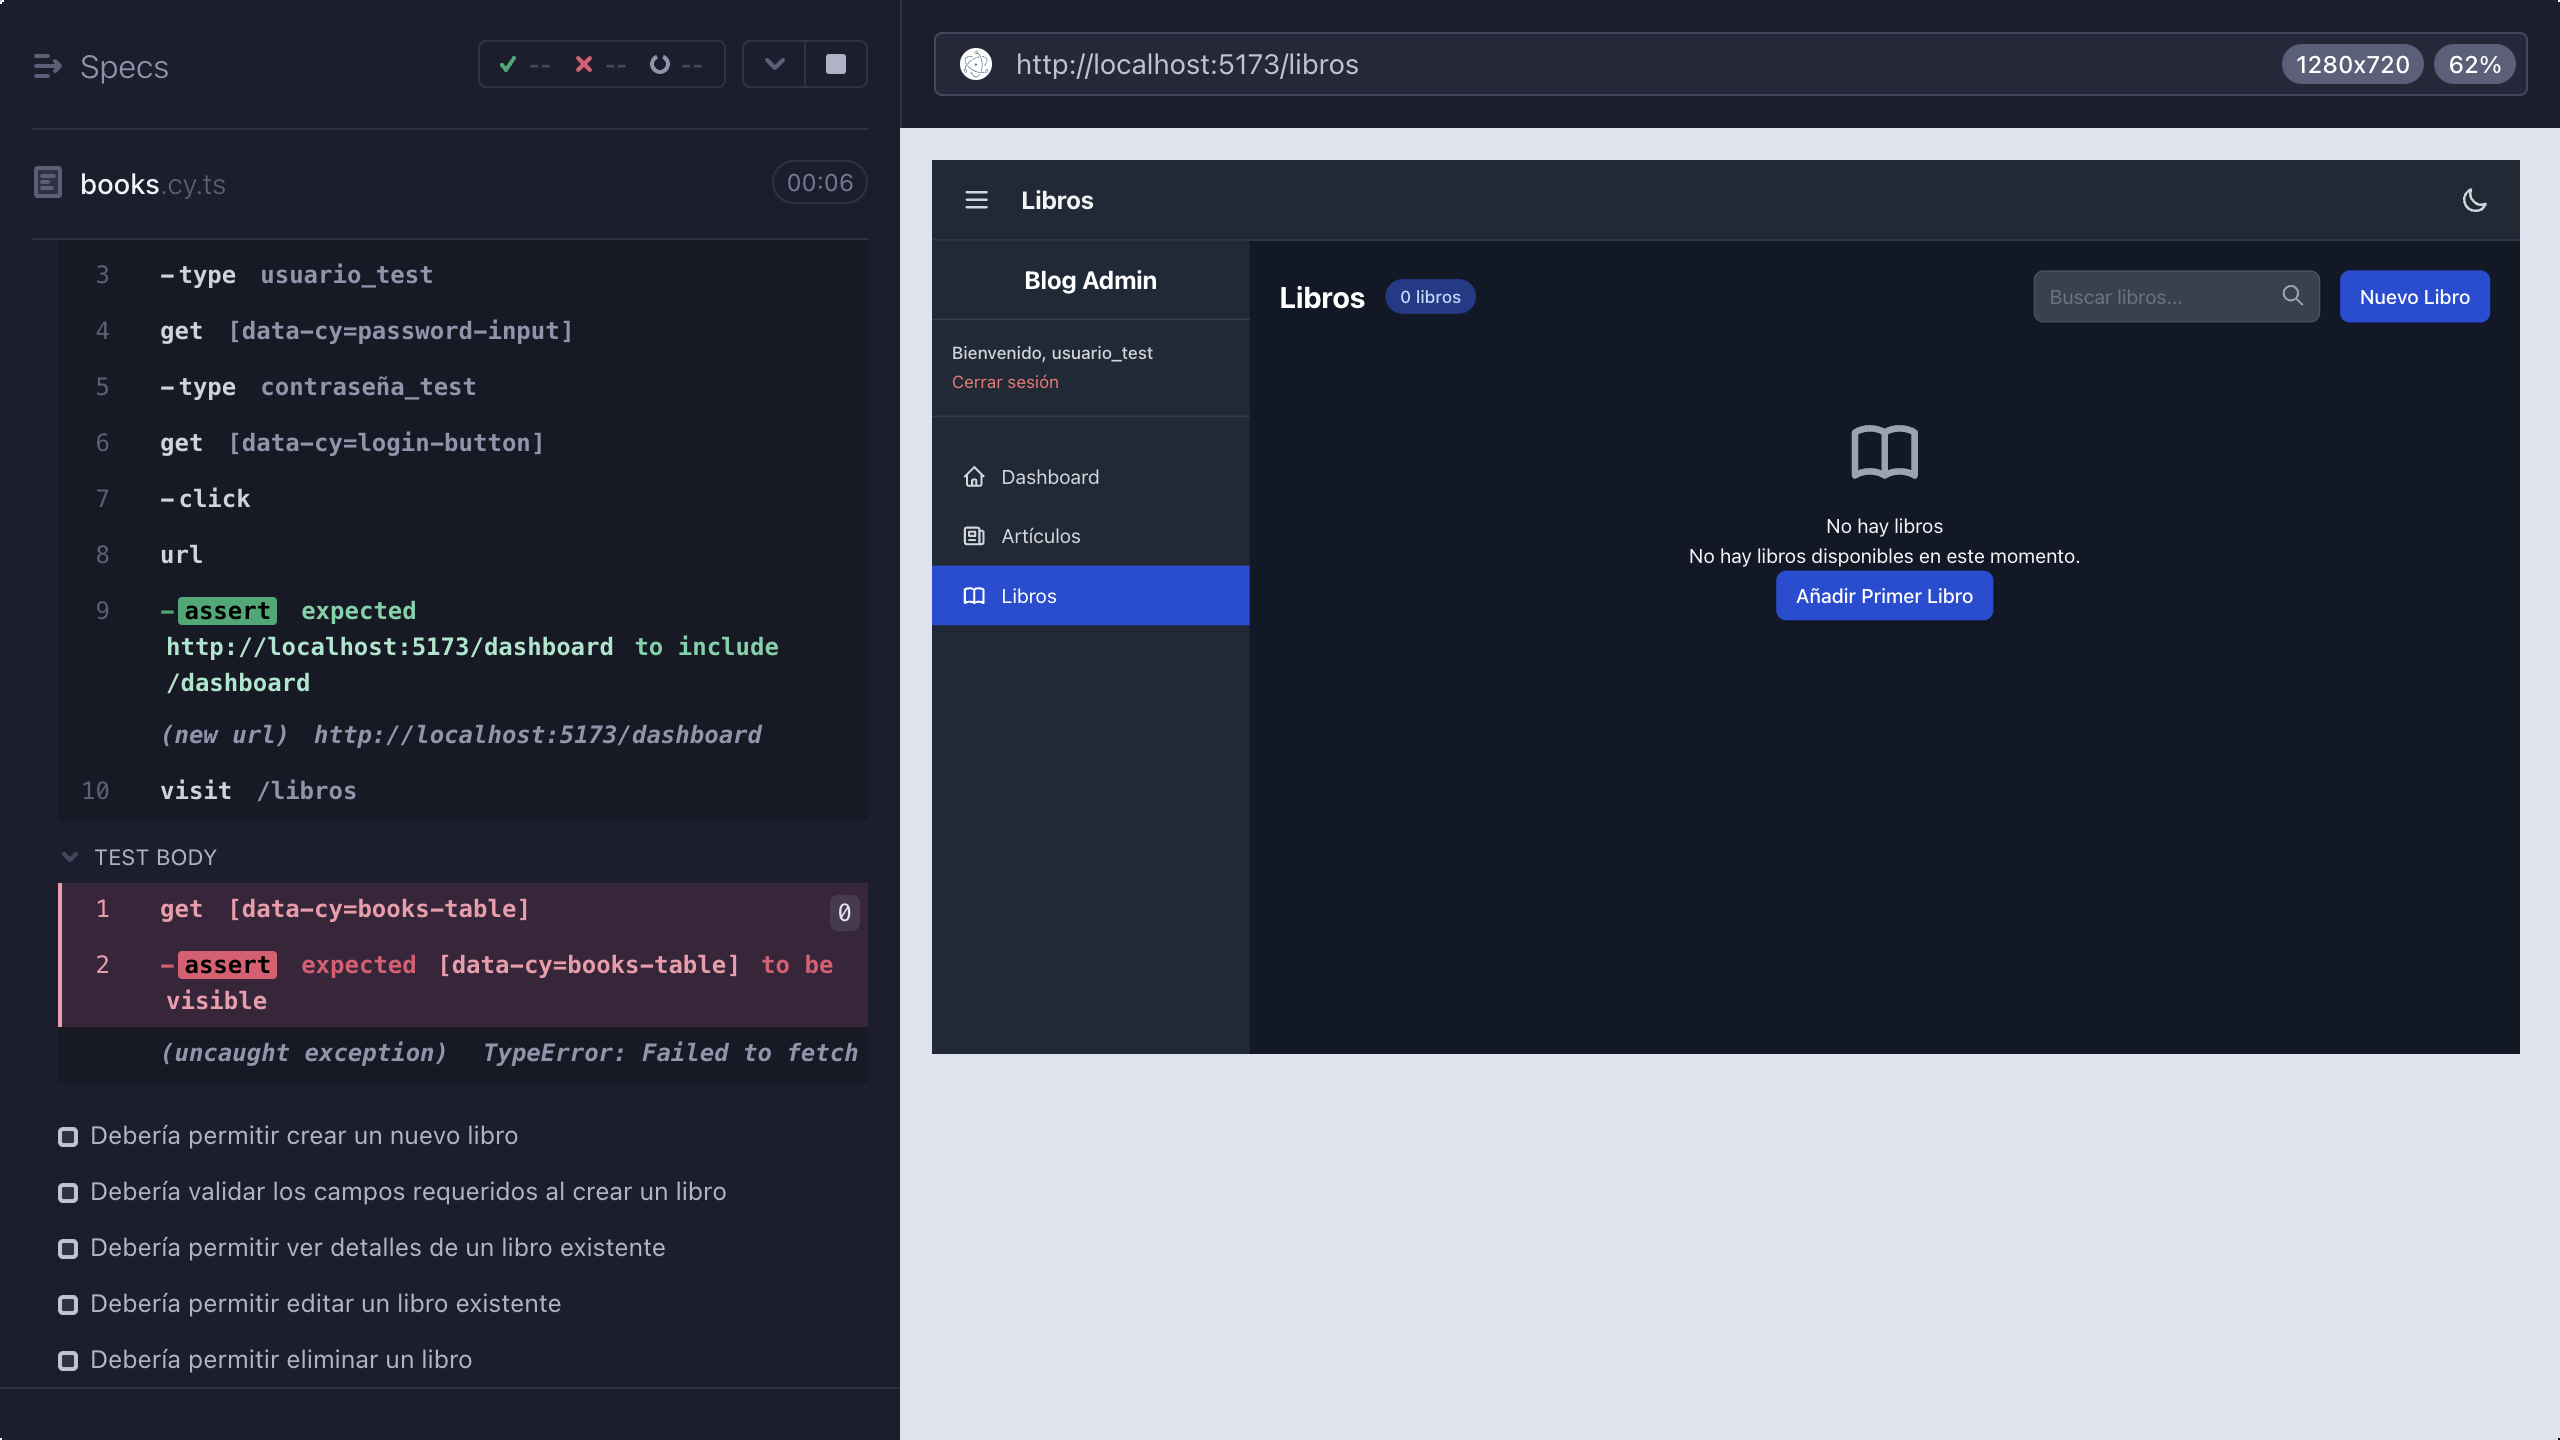 Specs
-- -- --
books.cy.ts
00:06
3 -type usuario_test
4 get [data-cy=password-input]
5 -type contraseña_test
6 get [data-cy=login-button]
7 -click
8 url
9 -assert expected
http://localhost:5173/dashboard to include
/dashboard
(new url) http://localhost:5173/dashboard
10 visit /libros
TEST BODY
1 get [data-cy=books-table] 0
2 -assert expected [data-cy=books-table] to be
visible
(uncaught exception) TypeError: Failed to fetch
Debería permitir crear un nuevo libro
Debería validar los campos requeridos al crear un libro
Debería permitir ver detalles de un libro existente
Debería permitir editar un libro existente
Debería permitir eliminar un libro
http://localhost:5173/libros
1280x720 62%
Libros
Blog Admin
Bienvenido, usuario_test
Cerrar sesión
Dashboard
Artículos
Libros
Libros 0 libros
Buscar libros...
Nuevo Libro
No hay libros
No hay libros disponibles en este momento.
Añadir Primer Libro